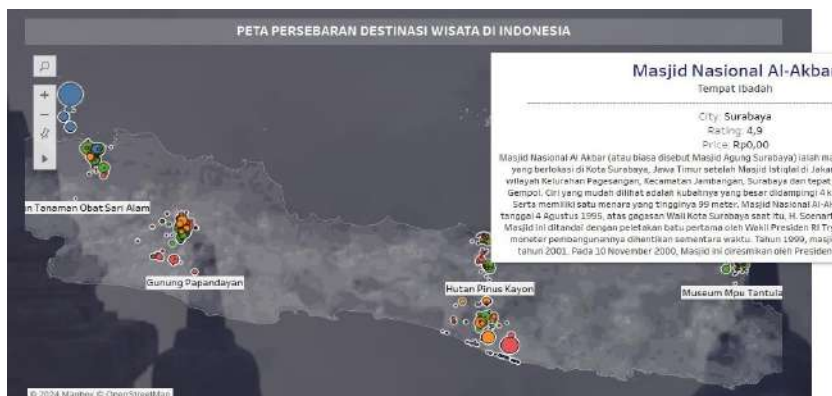 PETA PERSEBARAN DESTINASI WISATA DI INDONESIA
Masjid Nasional Al-Akbar
Tempat Ibadah
City: Surabaya
Rating: 4,9
Price: Rp0,00
Masjid Nasional Al Akbar (atau biasa disebut Masjid Agung Surabaya) ialah ma
yang berlokasi di Kota Surabaya, Jawa Timur setelah Masjid Istiqlal di Jakar
wilayah Kelurahan Pagesangan, Kecamatan Jambangan, Surabaya dan tepat
Gempol. Ciri yang mudah dilihat adalah kubahnya yang besar didampingi 4 k
Serta memiliki satu menara yang tingginya 99 meter. Masjid Nasional Al-Ak
tanggal 4 Agustus 1995, atas gagasan Wali Kota Surabaya saat itu, H. Soenart
Masjid ini ditandai dengan peletakan batu pertama oleh Wakil Presiden RI Try
moneter pembangunannya dihentikan sementara waktu. Tahun 1999, masj
tahun 2001. Pada 10 November 2000, Masjid ini diresmikan oleh Presiden
n Tanaman Obat Sari Alam
Gunung Papandayan
Hutan Pinus Kayon
Museum Mpu Tantula
© 2024 Mapbox © OpenStreetMap